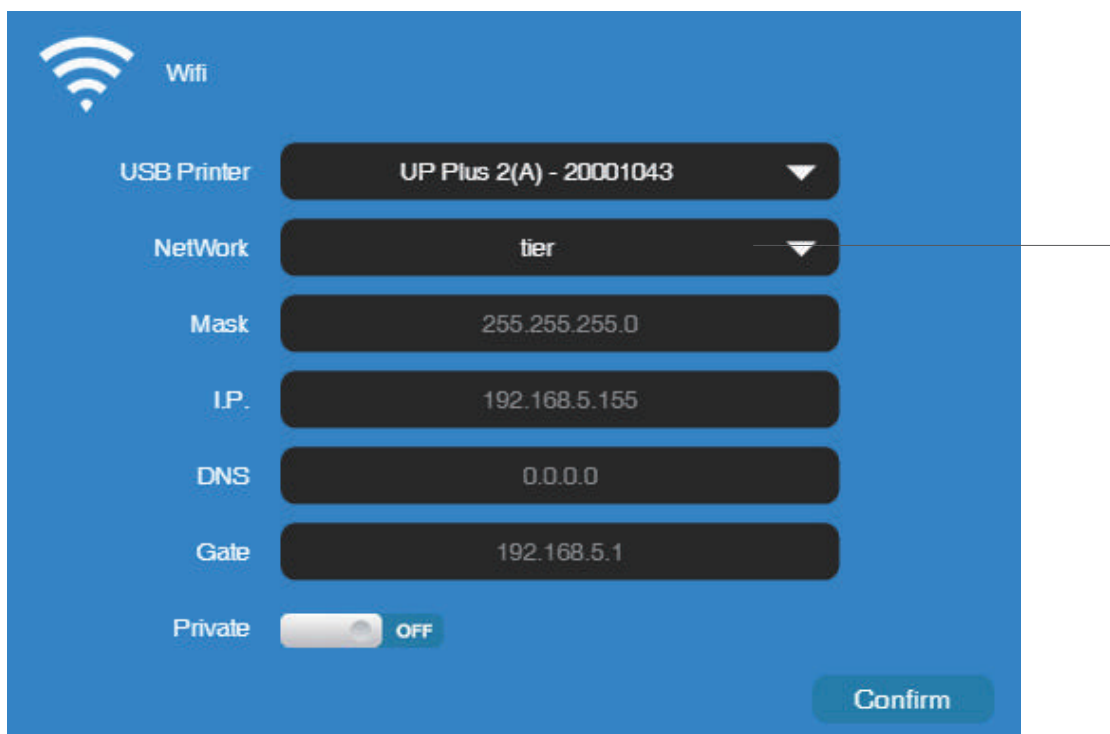 Wifi
USB Printer UP Plus 2(A) - 20001043
NetWork tier
Mask 255.255.255.0
I.P. 192.168.5.155
DNS 0.0.0.0
Gate 192.168.5.1
Private OFF
Confirm